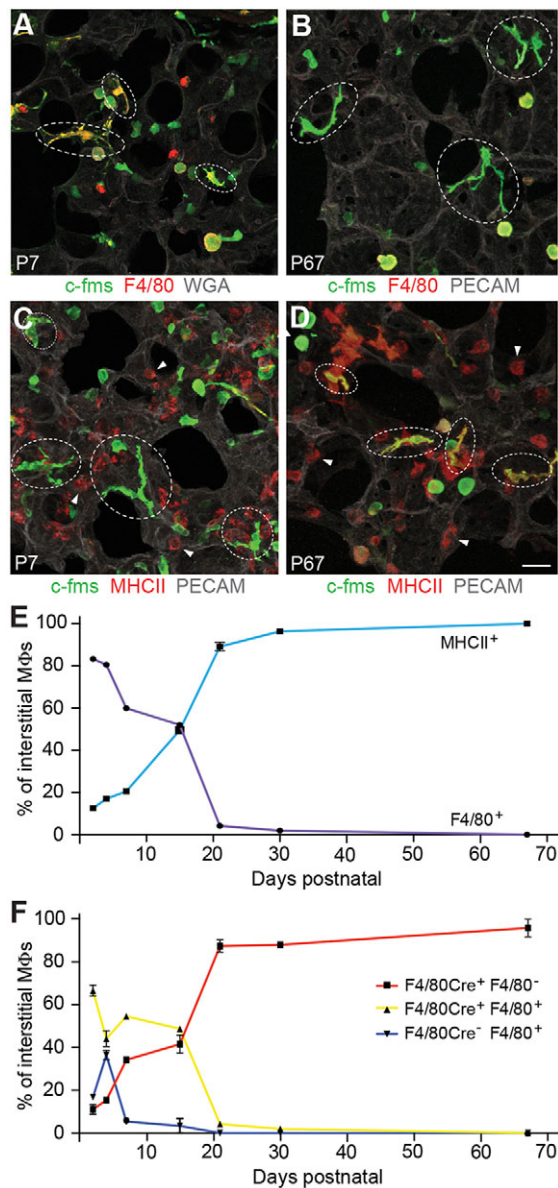 A
B
P7
P67
c-fms F4/80 WGA
c-fms F4/80 PECAM
C
D
P7
P67
c-fms MHCII PECAM
c-fms MHCII PECAM
E
100
80
60
40
20
0
% of interstitial MΦs
MHCII+
F4/80+
10 20 30 40 50 60 70
Days postnatal
F
100
80
60
40
20
0
% of interstitial MΦs
F4/80Cre+ F4/80-
F4/80Cre+ F4/80+
F4/80Cre- F4/80+
10 20 30 40 50 60 70
Days postnatal